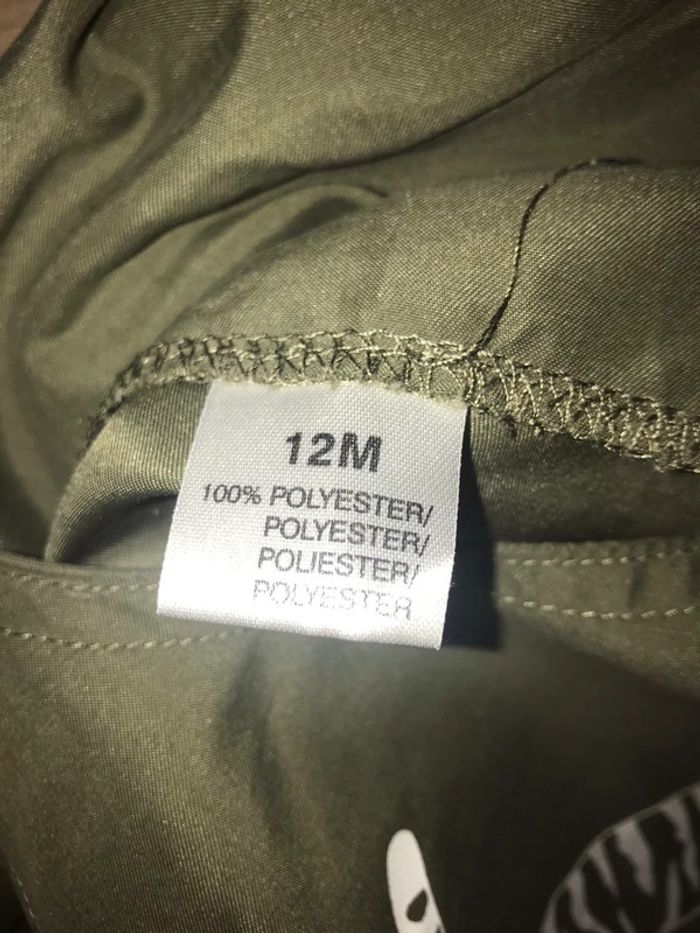 12M
100% POLYESTER/
POLYESTER/
POLIESTER/
POLYESTER